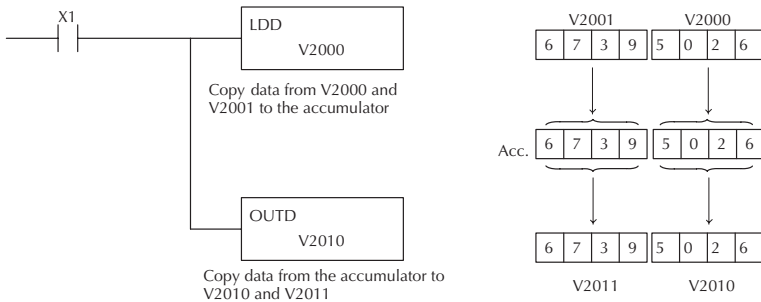 X1
LDD
V2000
Copy data from V2000 and
V2001 to the accumulator
OUTD
V2010
Copy data from the accumulator to
V2010 and V2011
V2001 V2000
6 7 3 9 5 0 2 6
Acc. 6 7 3 9 5 0 2 6
6 7 3 9 5 0 2 6
V2011 V2010